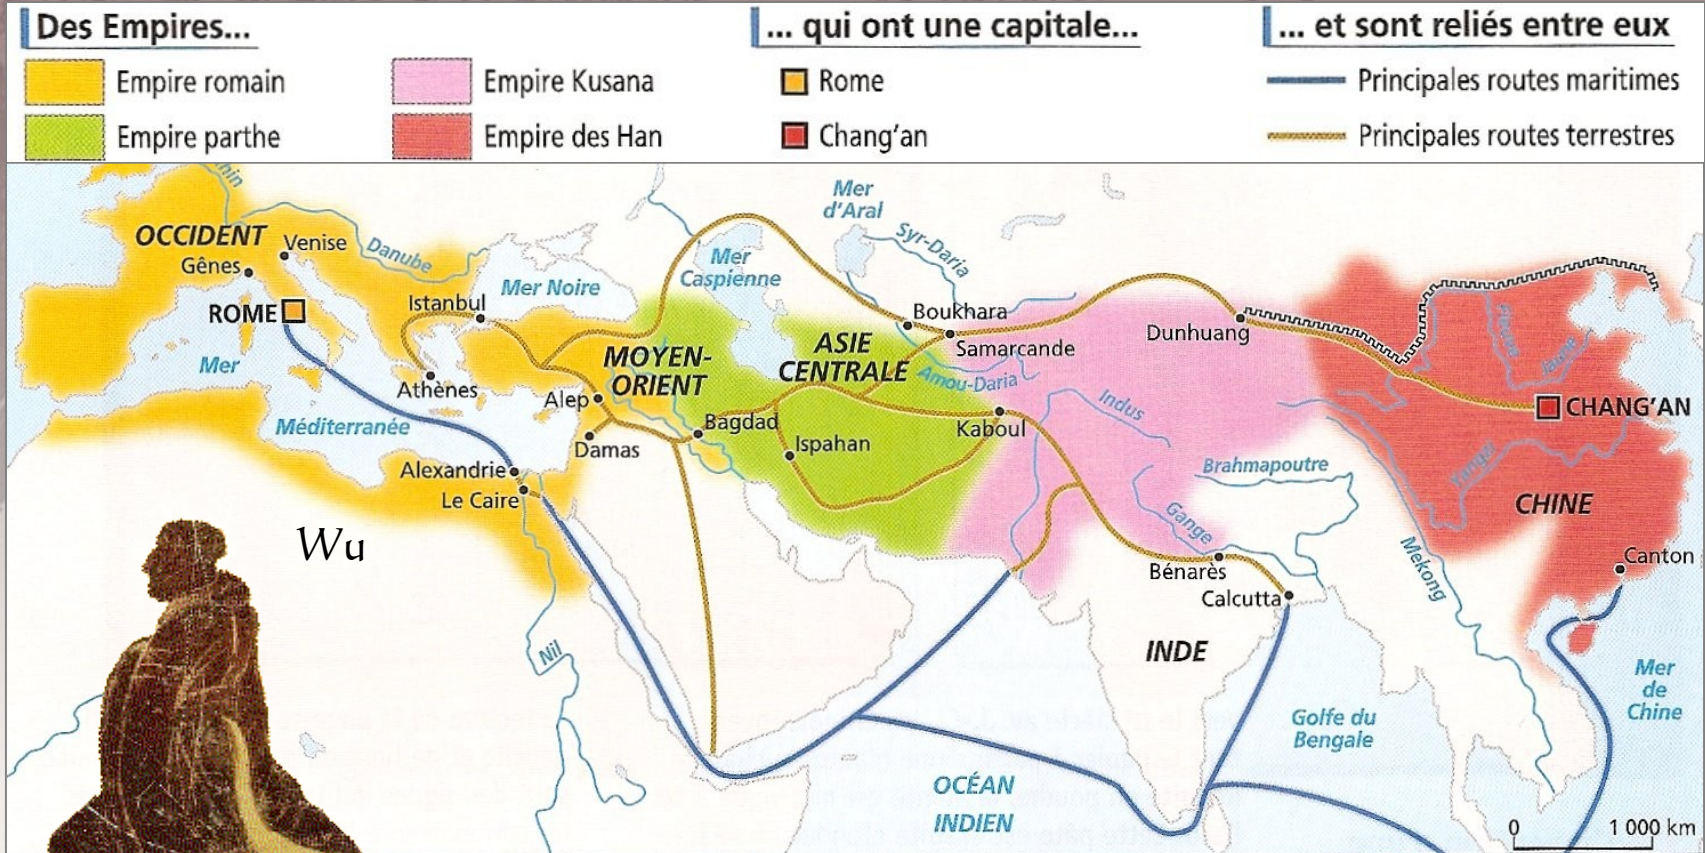 Des Empires...
... qui ont une capitale...
... et sont reliés entre eux
Empire romain
Empire Kusana
Rome
Principales routes maritimes
Empire parthe
Empire des Han
Chang'an
Principales routes terrestres
hin
OCCIDENT
Venise
Gênes
Danube
ROME
Mer
Méditerranée
Istanbul
Mer Noire
Athènes
Alep
Damas
Alexandrie
Le Caire
Nil
Wu
Mer
Caspienne
Mer
d'Aral
Syr-Daria
MOYEN-
ORIENT
ASIE
CENTRALE
Boukhara
Samarcande
Amou-Daria
Bagdad
Ispahan
Kaboul
Indus
Dunhuang
Brahmapoutre
Gange
Bénarès
Calcutta
INDE
Golfe du
Bengale
OCÉAN
INDIEN
Fleuve
Jaune
CHANG'AN
CHINE
Mekong
Canton
Mer
de
Chine
0 1 000 km